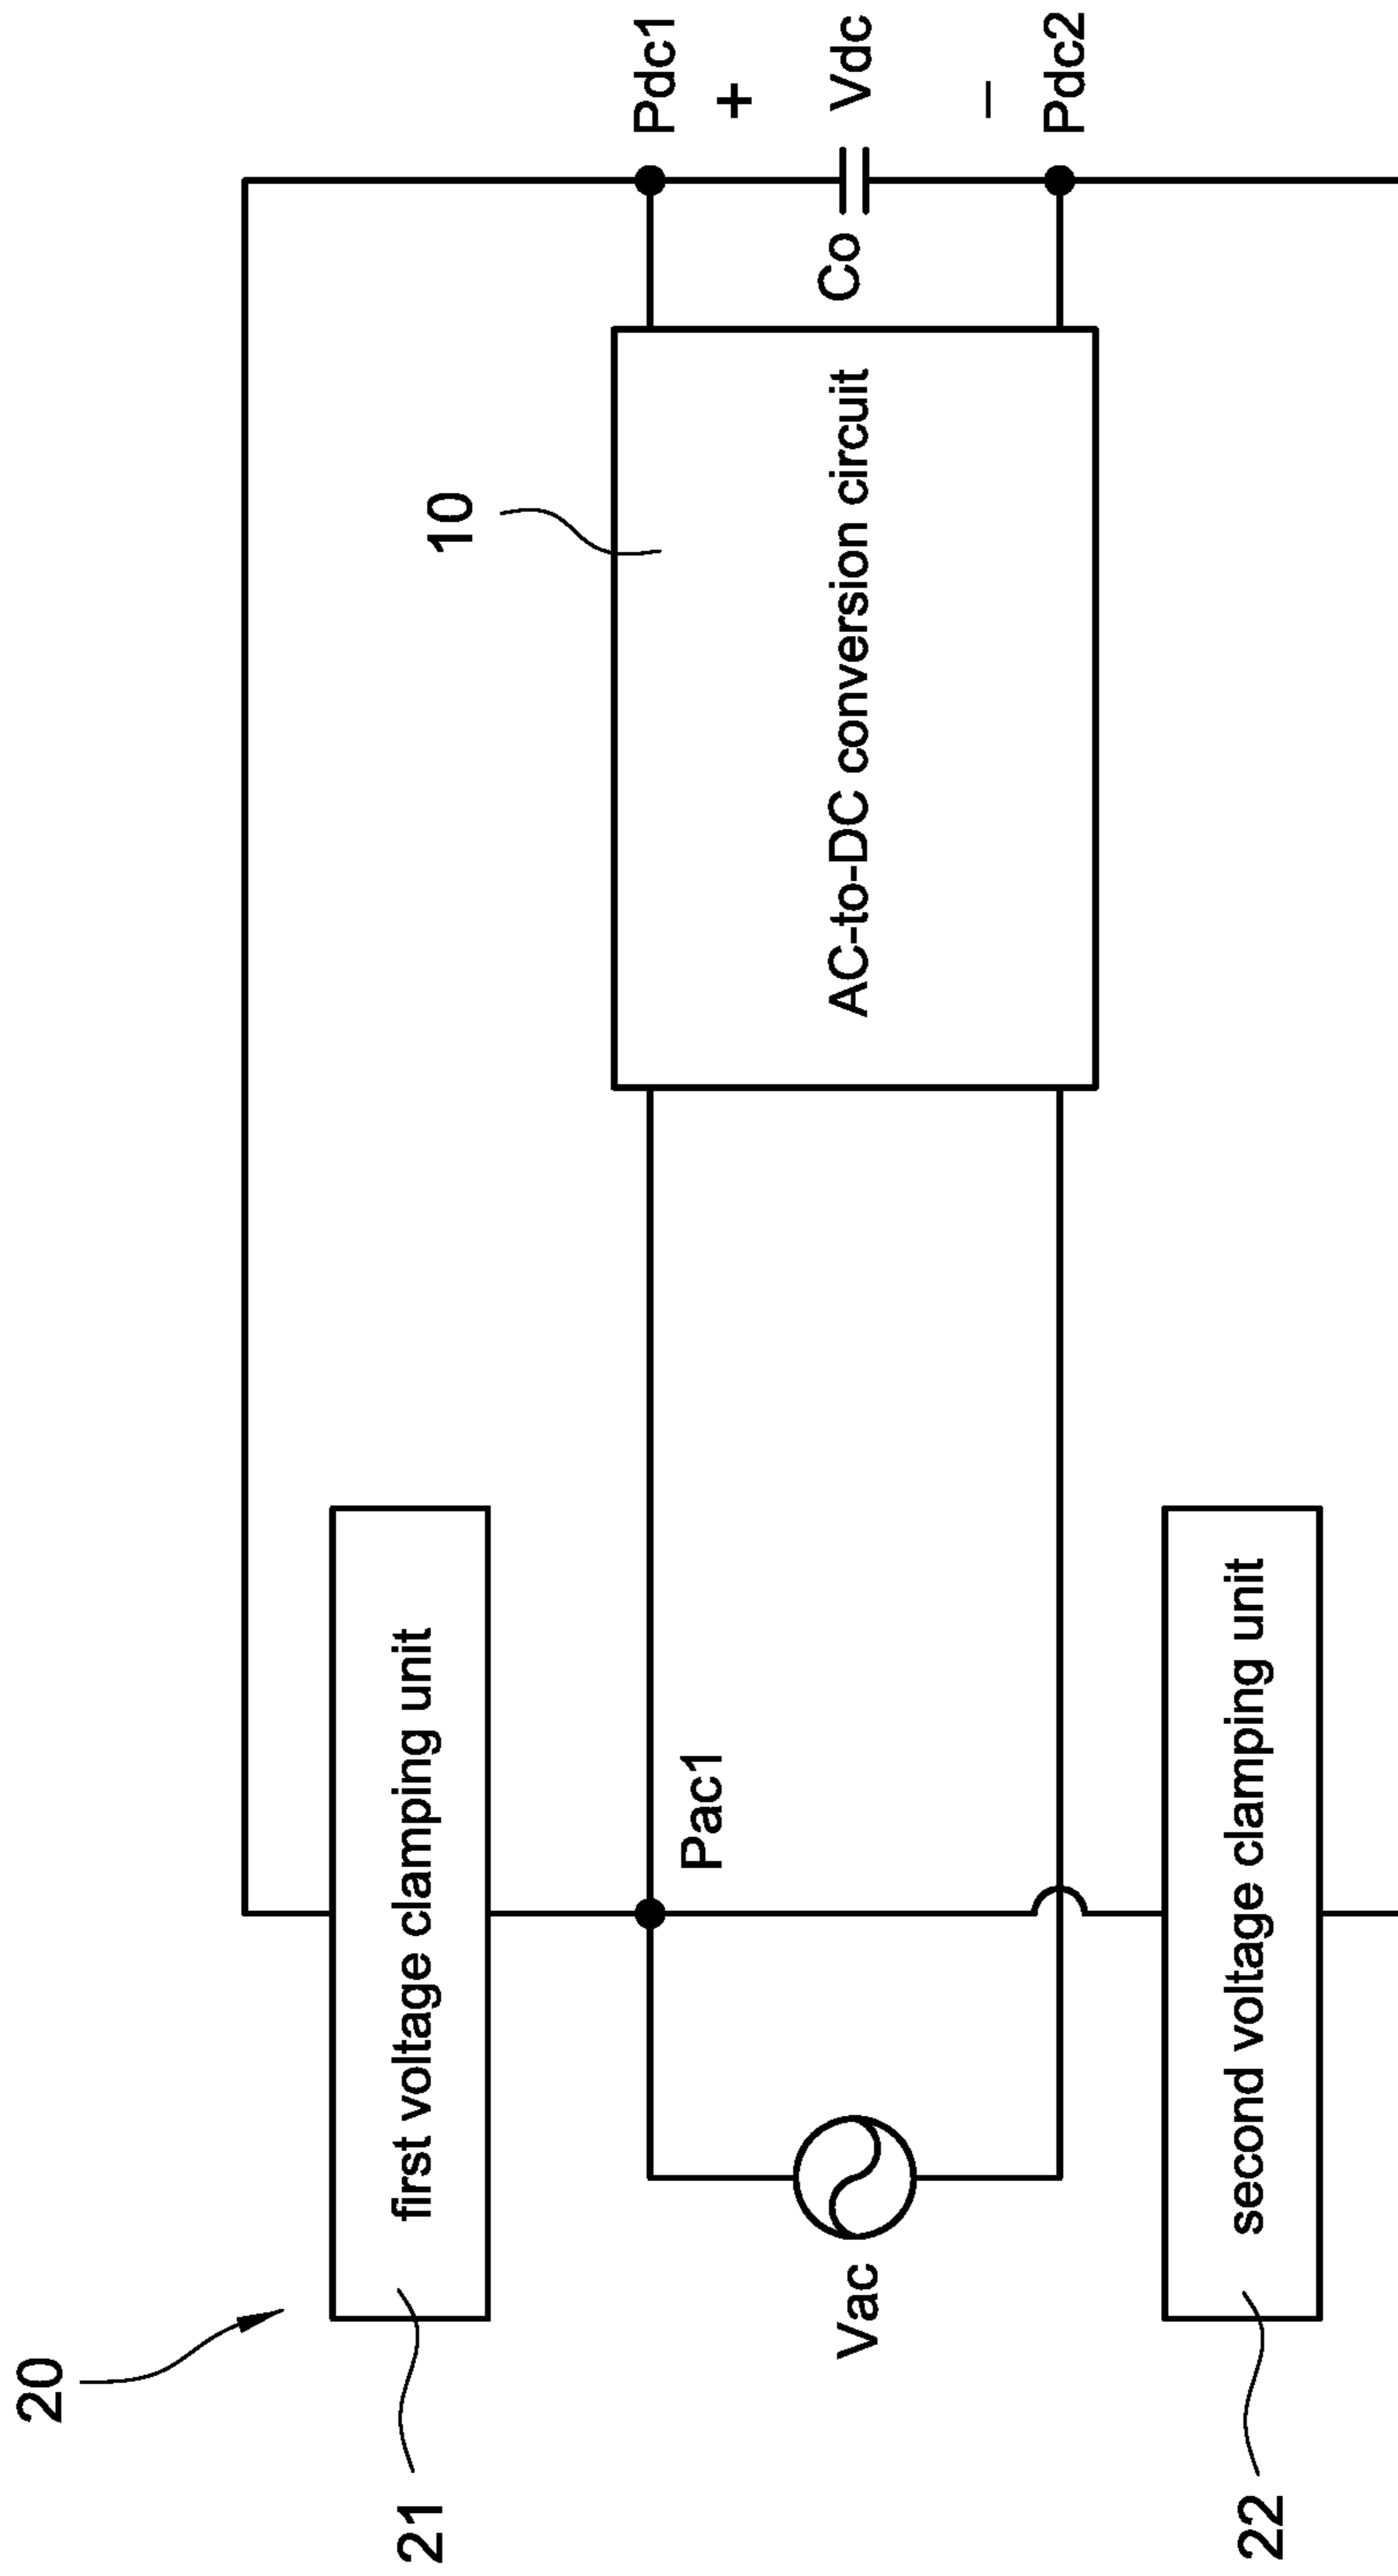 20
21
first voltage clamping unit
10
Pac1
Pdc1
+
Vac
AC-to-DC conversion circuit
Co
Vdc
−
Pdc2
22
second voltage clamping unit